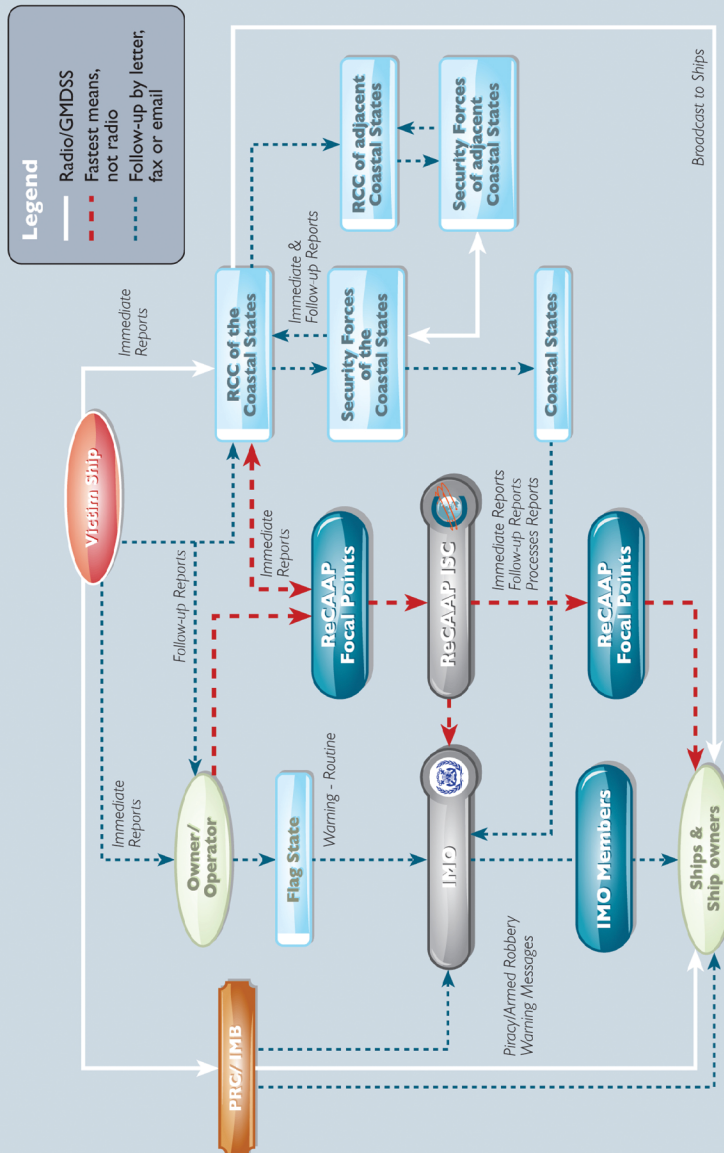 Legend
Radio/GMDSS
Fastest means,
not radio
Follow-up by letter,
fax or email
Victim Ship
Immediate
Reports
Immediate
Reports
Follow-up Reports
PRC/ IMB
Owner/
Operator
RCC of the
Coastal States
Immediate
Reports
Immediate &
Follow-up Reports
Flag State
Warning - Routine
ReCAAP
Focal Points
Security Forces
of the
Coastal States
RCC of adjacent
Coastal States
Security Forces
of adjacent
Coastal States
IMO
ReCAAP ISC
Piracy/Armed Robbery
Warning Messages
Immediate Reports
Follow-up Reports
Processes Reports
Coastal States
IMO Members
ReCAAP
Focal Points
Ships &
Ship owners
Broadcast to Ships